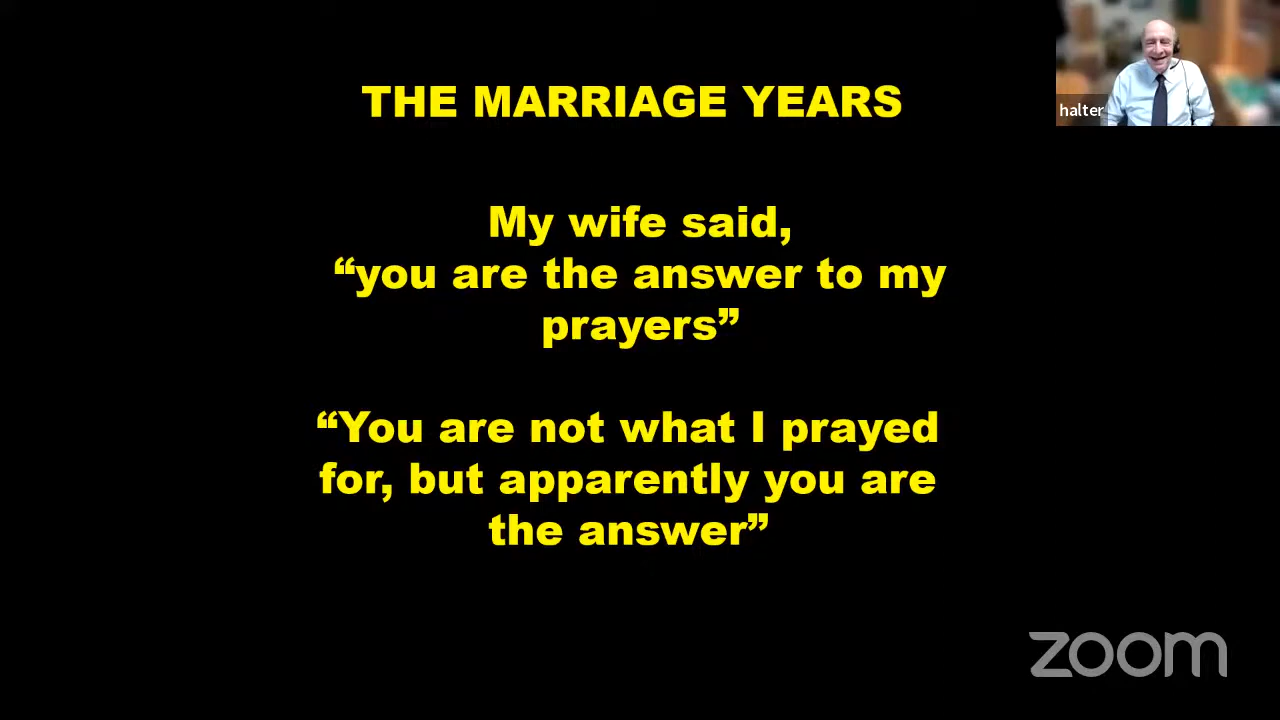 THE MARRIAGE YEARS
halter
My wife said,
“you are the answer to my
prayers”
“You are not what I prayed
for, but apparently you are
the answer”
zoom